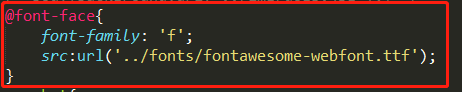 @font-face{
font-family: 'f';
src:url('../fonts/fontawesome-webfont.ttf');
}